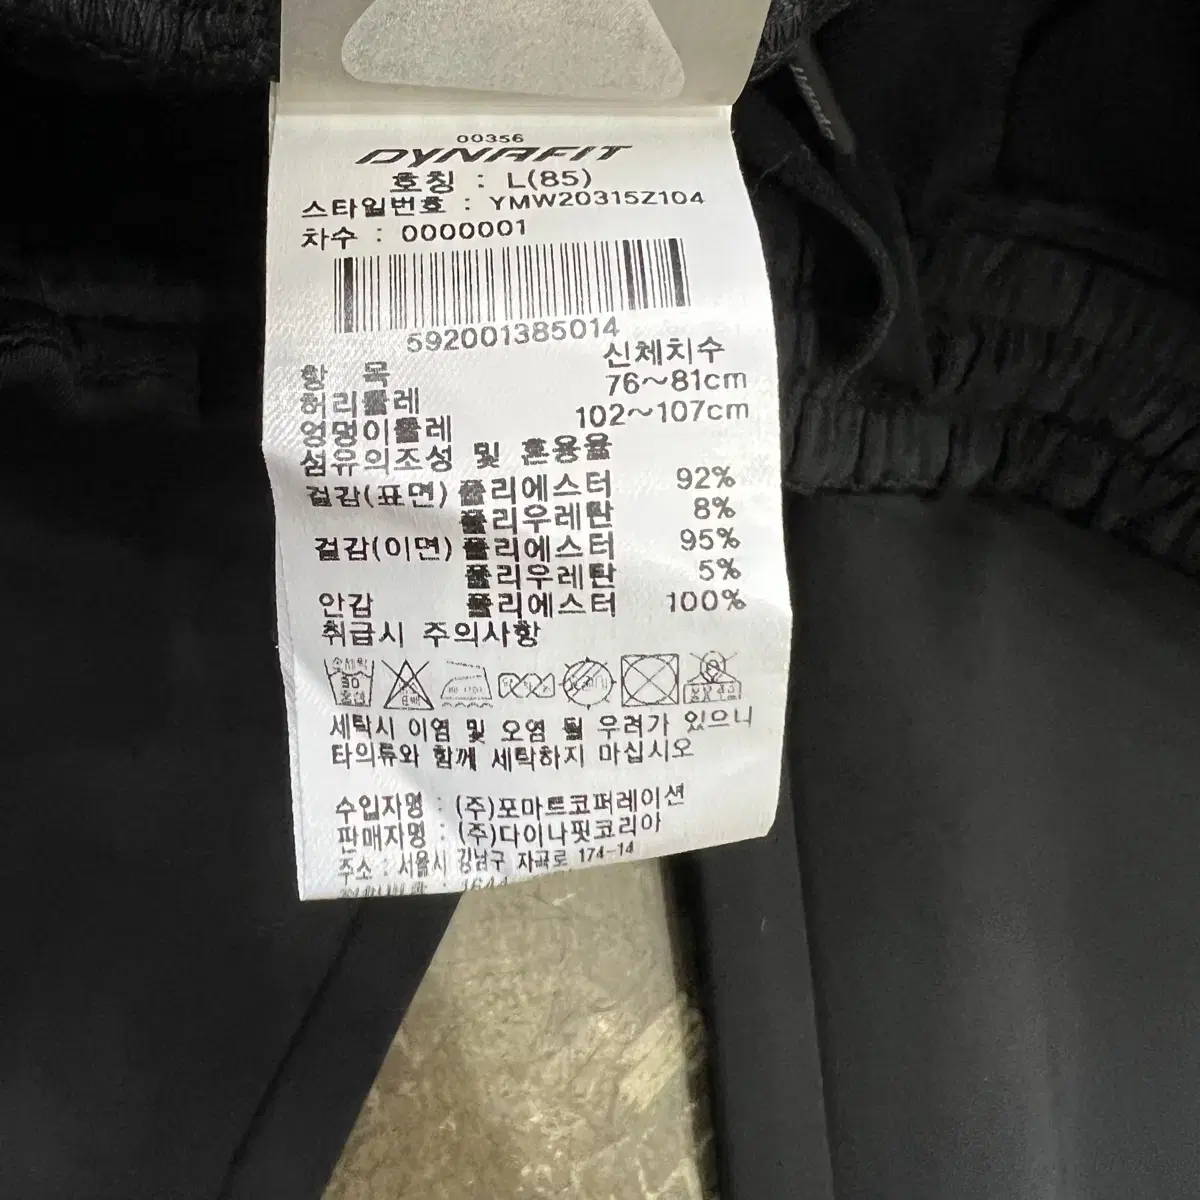 00356
DYNAFIT
호칭 : L(85)
스타일번호 : YMW20315Z104
차수 : 0000001
592001385014
항 목 신체치수
허리둘레 76~81cm
엉덩이둘레 102~107cm
섬유의조성 및 혼용율
겉감(표면) 폴리에스터 92%
폴리우레탄 8%
겉감(이면) 폴리에스터 95%
폴리우레탄 5%
안감 폴리에스터 100%
취급시 주의사항
손세탁
30
중성
세탁시 이염 및 오염 될 우려가 있으니
타의류와 함께 세탁하지 마십시오
수입자명 : (주)포마트코퍼레이션
판매자명 : (주)다이나핏코리아
주소 : 서울시 강남구 자곡로 174-14